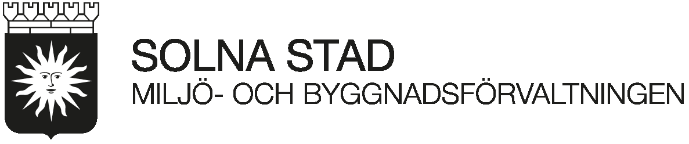 SOLNA STAD
MILJÖ- OCH BYGGNADSFÖRVALTNINGEN